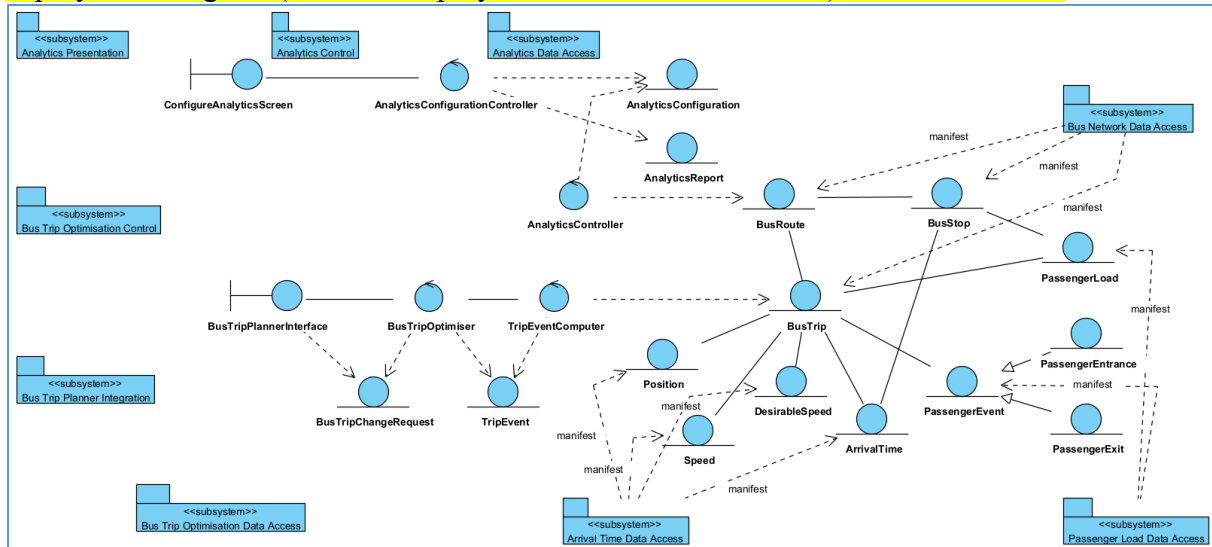 <<subsystem>>
Analytics Presentation
<<subsystem>>
Analytics Control
<<subsystem>>
Analytics Data Access
ConfigureAnalyticsScreen
AnalyticsConfigurationController
AnalyticsConfiguration
<<subsystem>>
Bus Network Data Access
manifest
manifest
AnalyticsReport
<<subsystem>>
Bus Trip Optimisation Control
AnalyticsController
BusRoute
manifest
BusStop
PassengerLoad
BusTripPlannerInterface
BusTripOptimiser
TripEventComputer
BusTrip
manifest
PassengerEntrance
<<subsystem>>
Bus Trip Planner Integration
Position
manifest
BusTripChangeRequest
TripEvent
manifest
DesirableSpeed
PassengerEvent
manifest
Speed
ArrivalTime
PassengerExit
manifest
manifest
<<subsystem>>
Bus Trip Optimisation Data Access
<<subsystem>>
Arrival Time Data Access
<<subsystem>>
Passenger Load Data Access